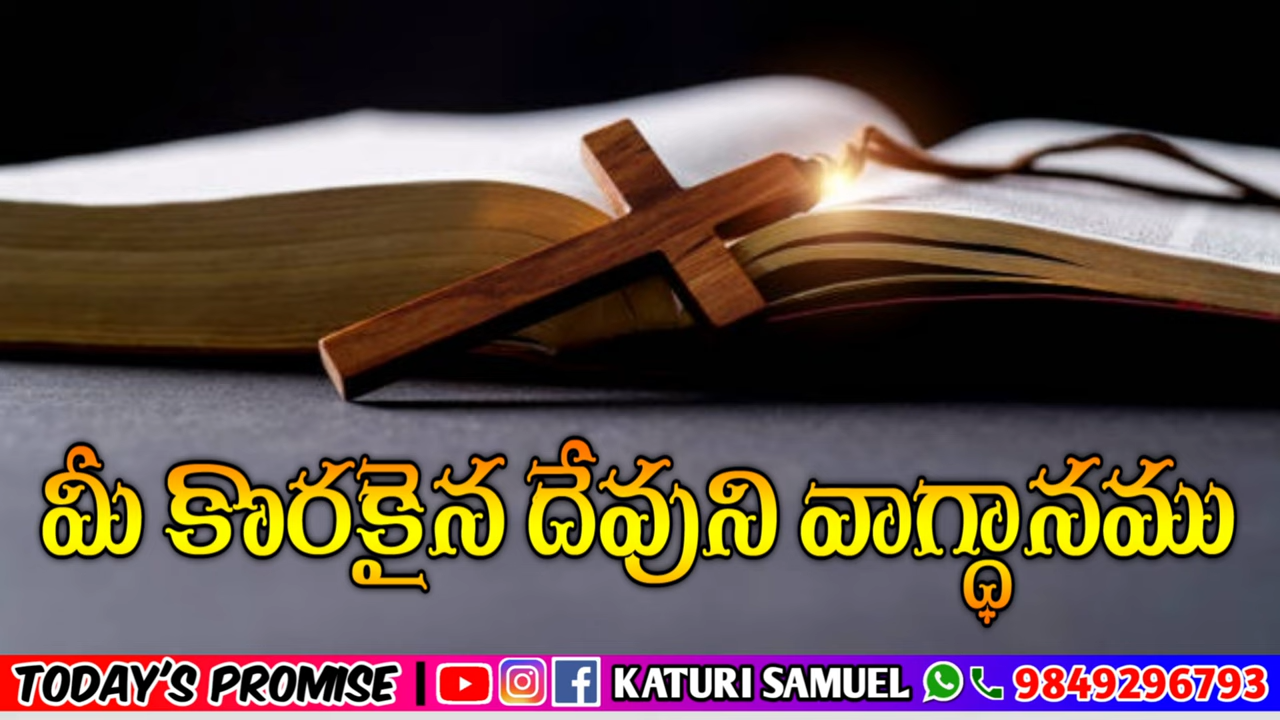 మీ కొరకైన దేవుని వాగ్ధానము
TODAY'S PROMISE | KATURI SAMUEL 9849296793